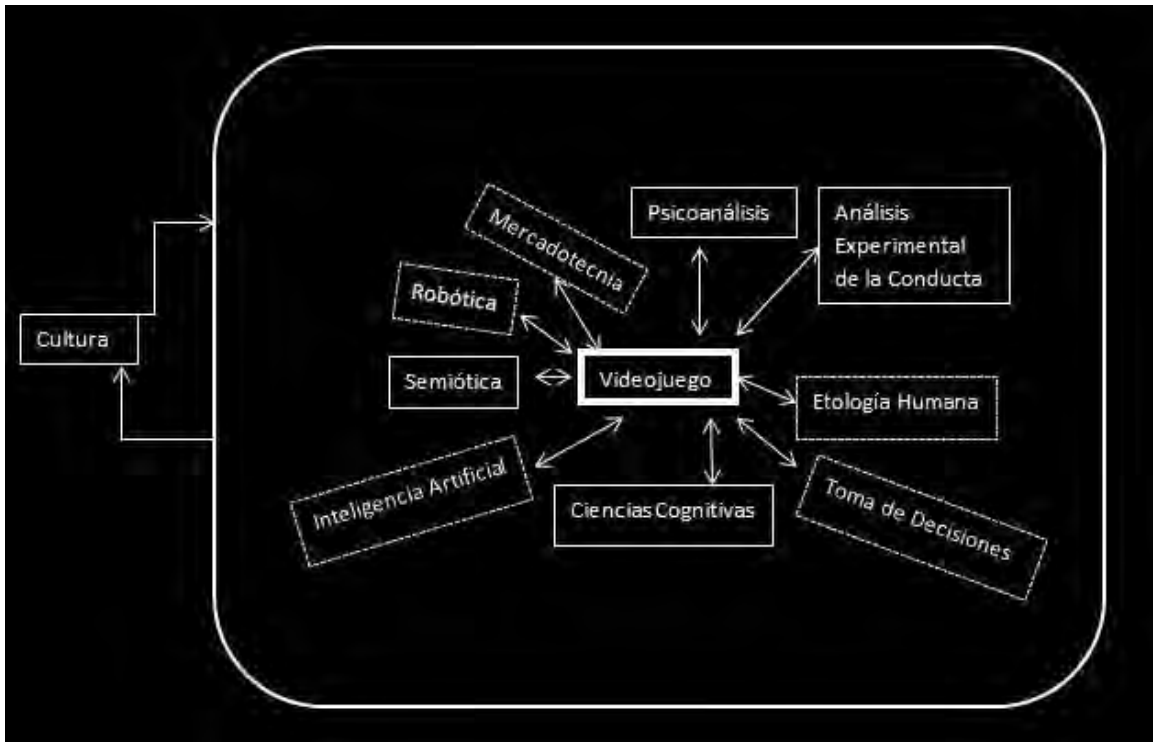 Psicoanálisis
Análisis
Experimental
de la Conducta
Mercadotecnia
Robótica
Cultura
Semiótica
Videojuego
Etología Humana
Inteligencia Artificial
Ciencias Cognitivas
Toma de Decisiones